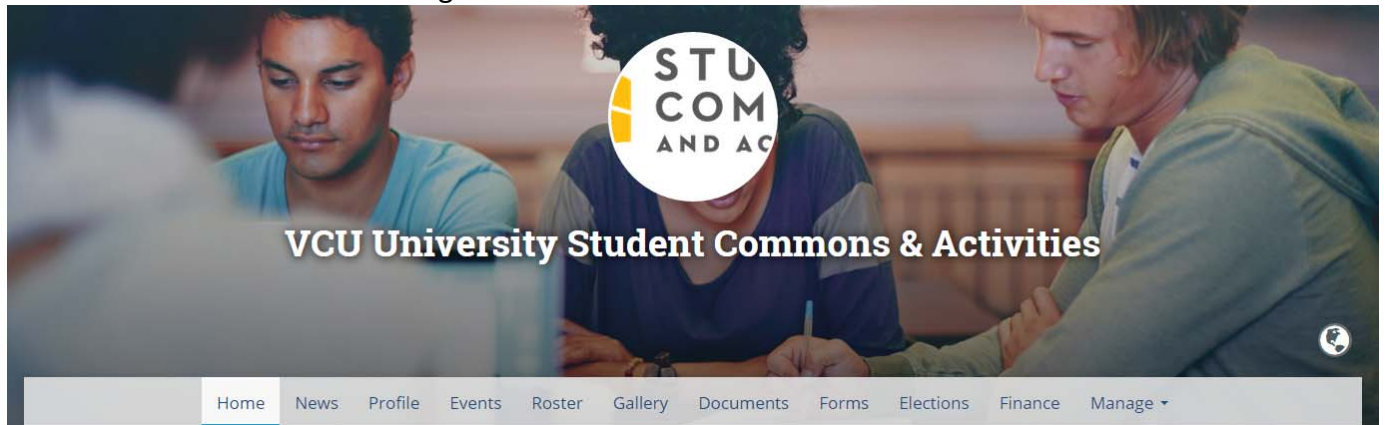 STU
COM
AND AC
VCU University Student Commons & Activities
Home News Profile Events Roster Gallery Documents Forms Elections Finance Manage